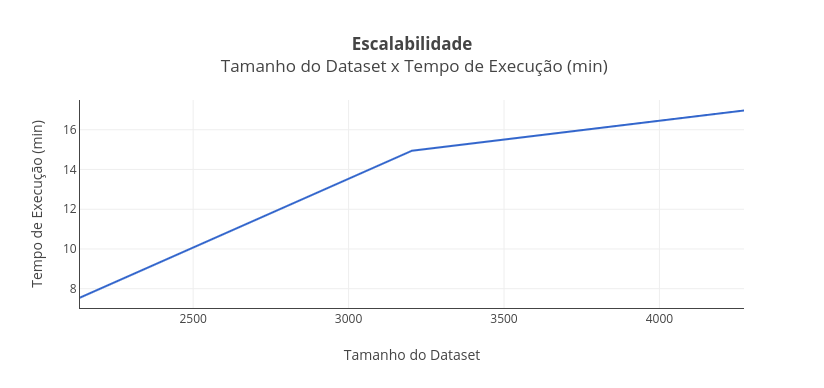 Escalabilidade
Tamanho do Dataset x Tempo de Execução (min)
Tempo de Execução (min)
16
14
12
10
8
2500
3000
3500
4000
Tamanho do Dataset